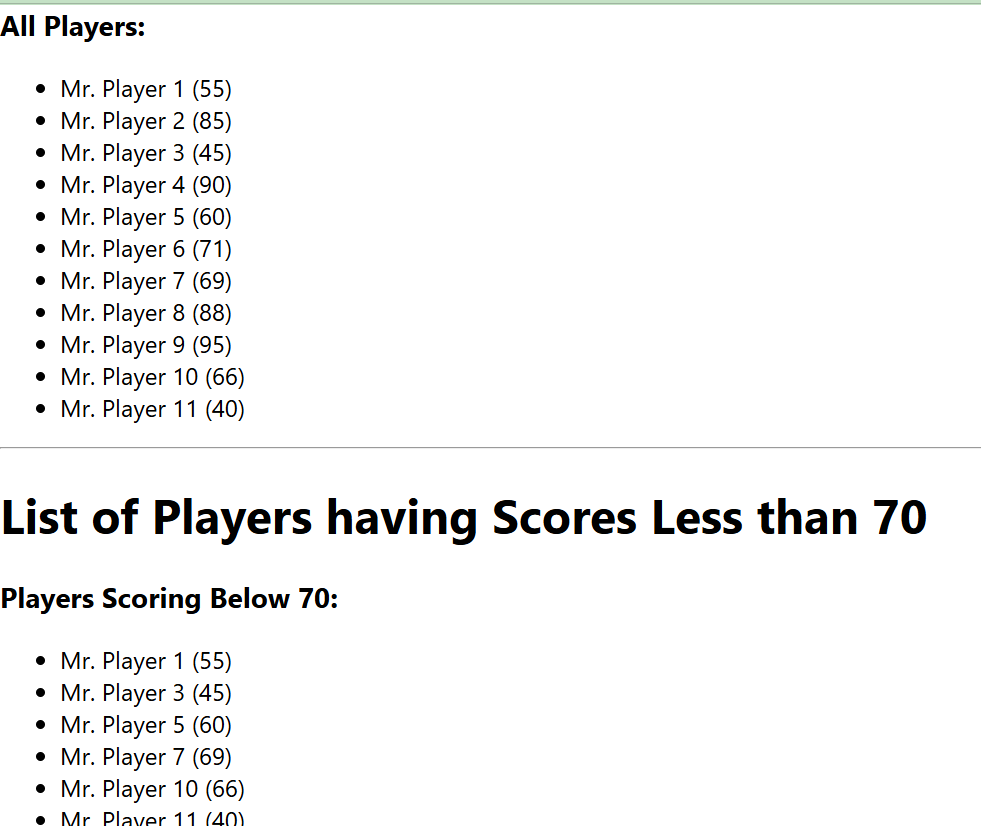 All Players:
Mr. Player 1 (55)
Mr. Player 2 (85)
Mr. Player 3 (45)
Mr. Player 4 (90)
Mr. Player 5 (60)
Mr. Player 6 (71)
Mr. Player 7 (69)
Mr. Player 8 (88)
Mr. Player 9 (95)
Mr. Player 10 (66)
Mr. Player 11 (40)
List of Players having Scores Less than 70
Players Scoring Below 70:
Mr. Player 1 (55)
Mr. Player 3 (45)
Mr. Player 5 (60)
Mr. Player 7 (69)
Mr. Player 10 (66)
Mr. Player 11 (40)